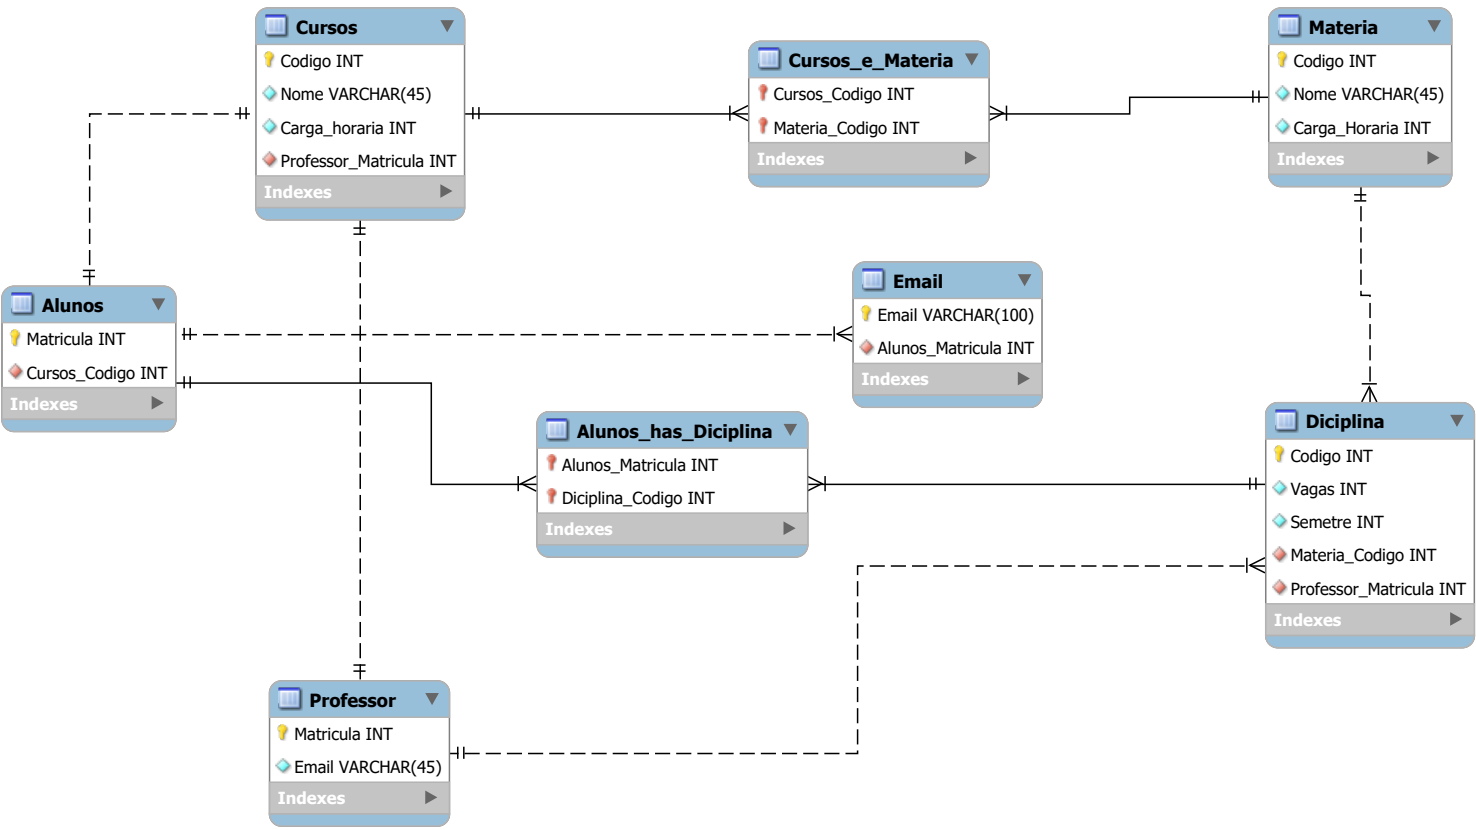 Cursos
Codigo INT
Nome VARCHAR(45)
Carga_horaria INT
Professor_Matricula INT
Indexes
Cursos_e_Materia
Cursos_Codigo INT
Materia_Codigo INT
Indexes
Materia
Codigo INT
Nome VARCHAR(45)
Carga_Horaria INT
Indexes
Alunos
Matricula INT
Cursos_Codigo INT
Indexes
Email
Email VARCHAR(100)
Alunos_Matricula INT
Indexes
Alunos_has_Diciplina
Alunos_Matricula INT
Diciplina_Codigo INT
Indexes
Diciplina
Codigo INT
Vagas INT
Semetre INT
Materia_Codigo INT
Professor_Matricula INT
Indexes
Professor
Matricula INT
Email VARCHAR(45)
Indexes